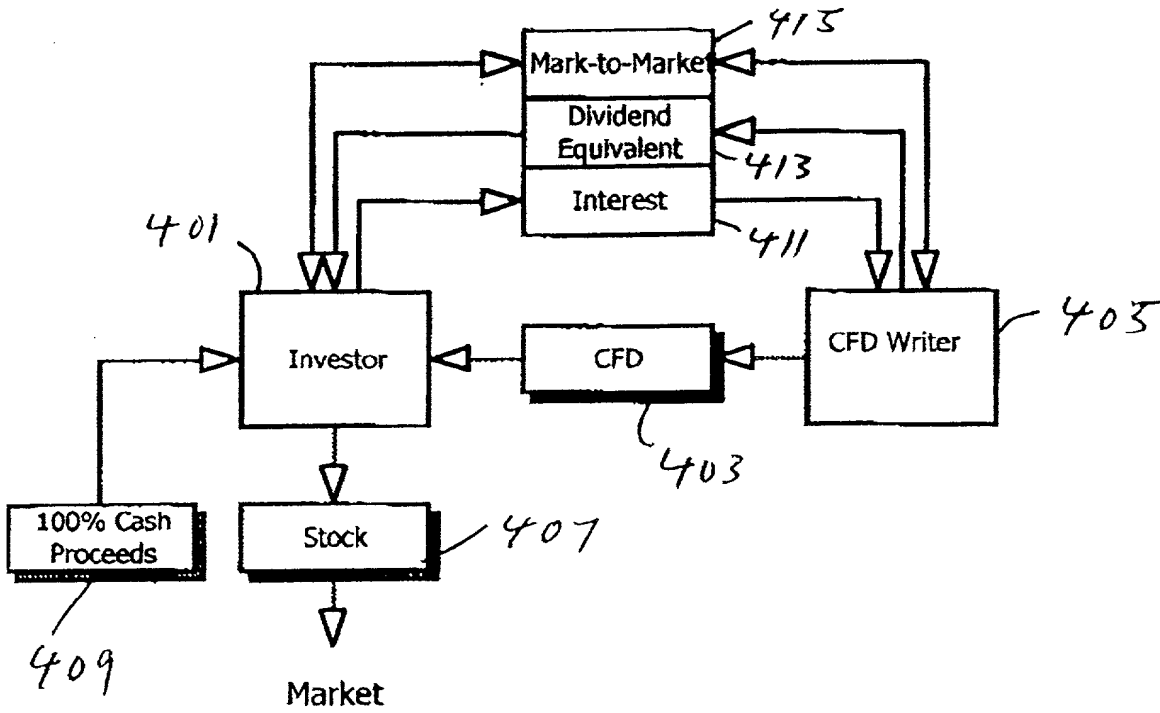 415
Mark-to-Market
Dividend
Equivalent
413
Interest
411
401
Investor
CFD
403
CFD Writer
405
100% Cash
Proceeds
409
Stock
407
Market